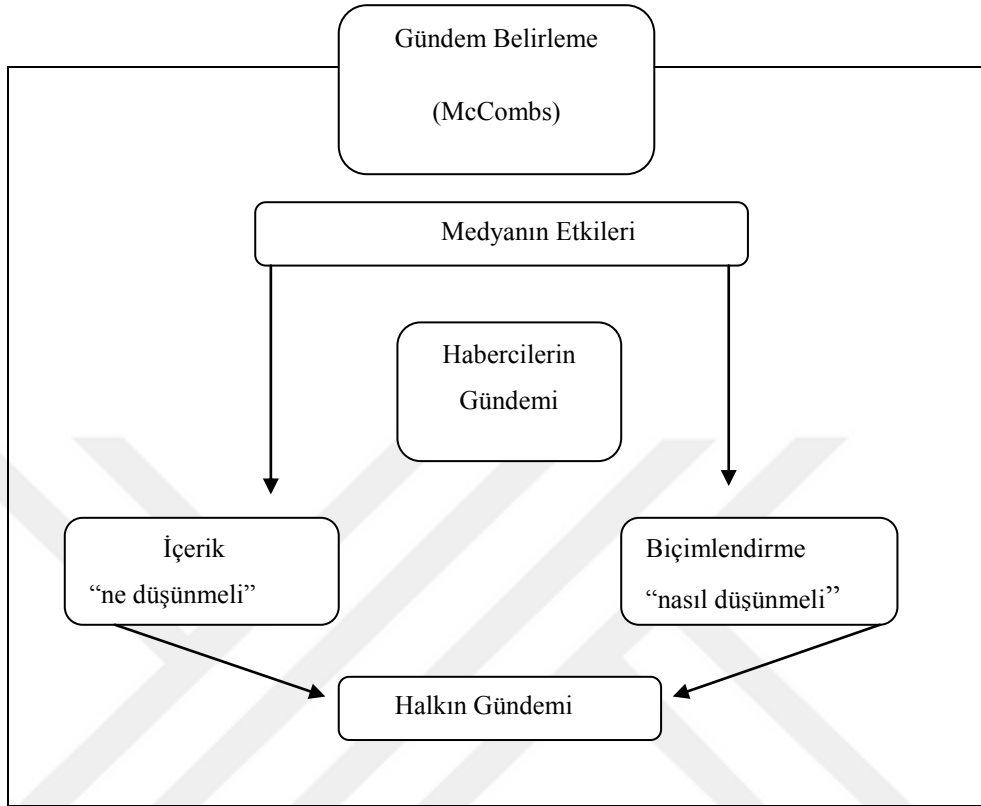 Gündem Belirleme
(McCombs)
Medyanın Etkileri
Habercilerin
Gündemi
İçerik
“ne düşünmeli”
Biçimlendirme
“nasıl düşünmeli”
Halkın Gündemi